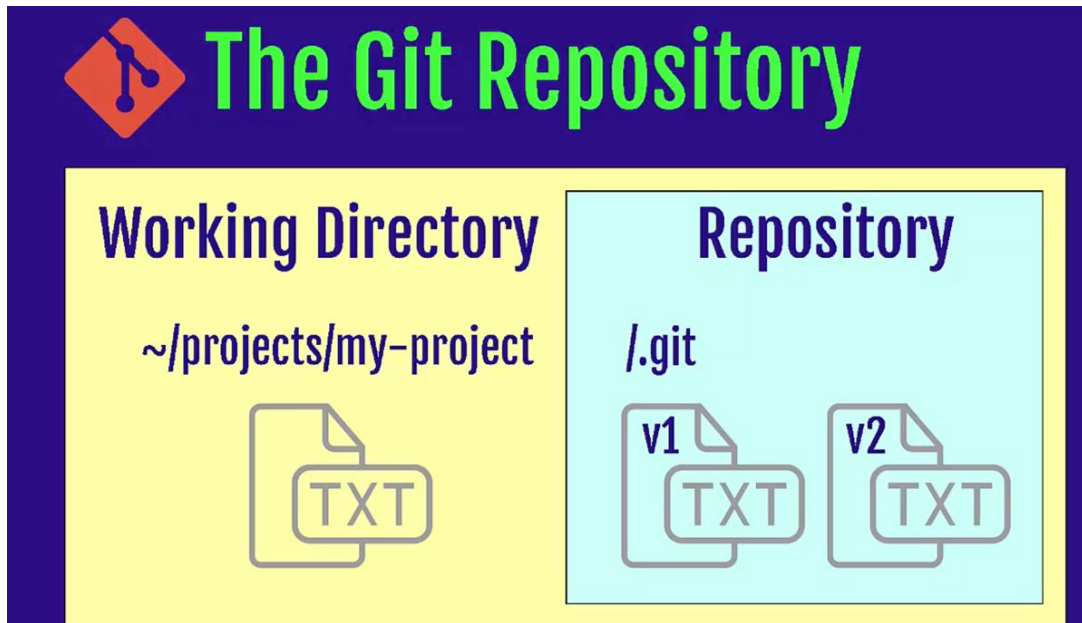 The Git Repository
Working Directory
~/projects/my-project
TXT
Repository
/.git
v1
TXT
v2
TXT